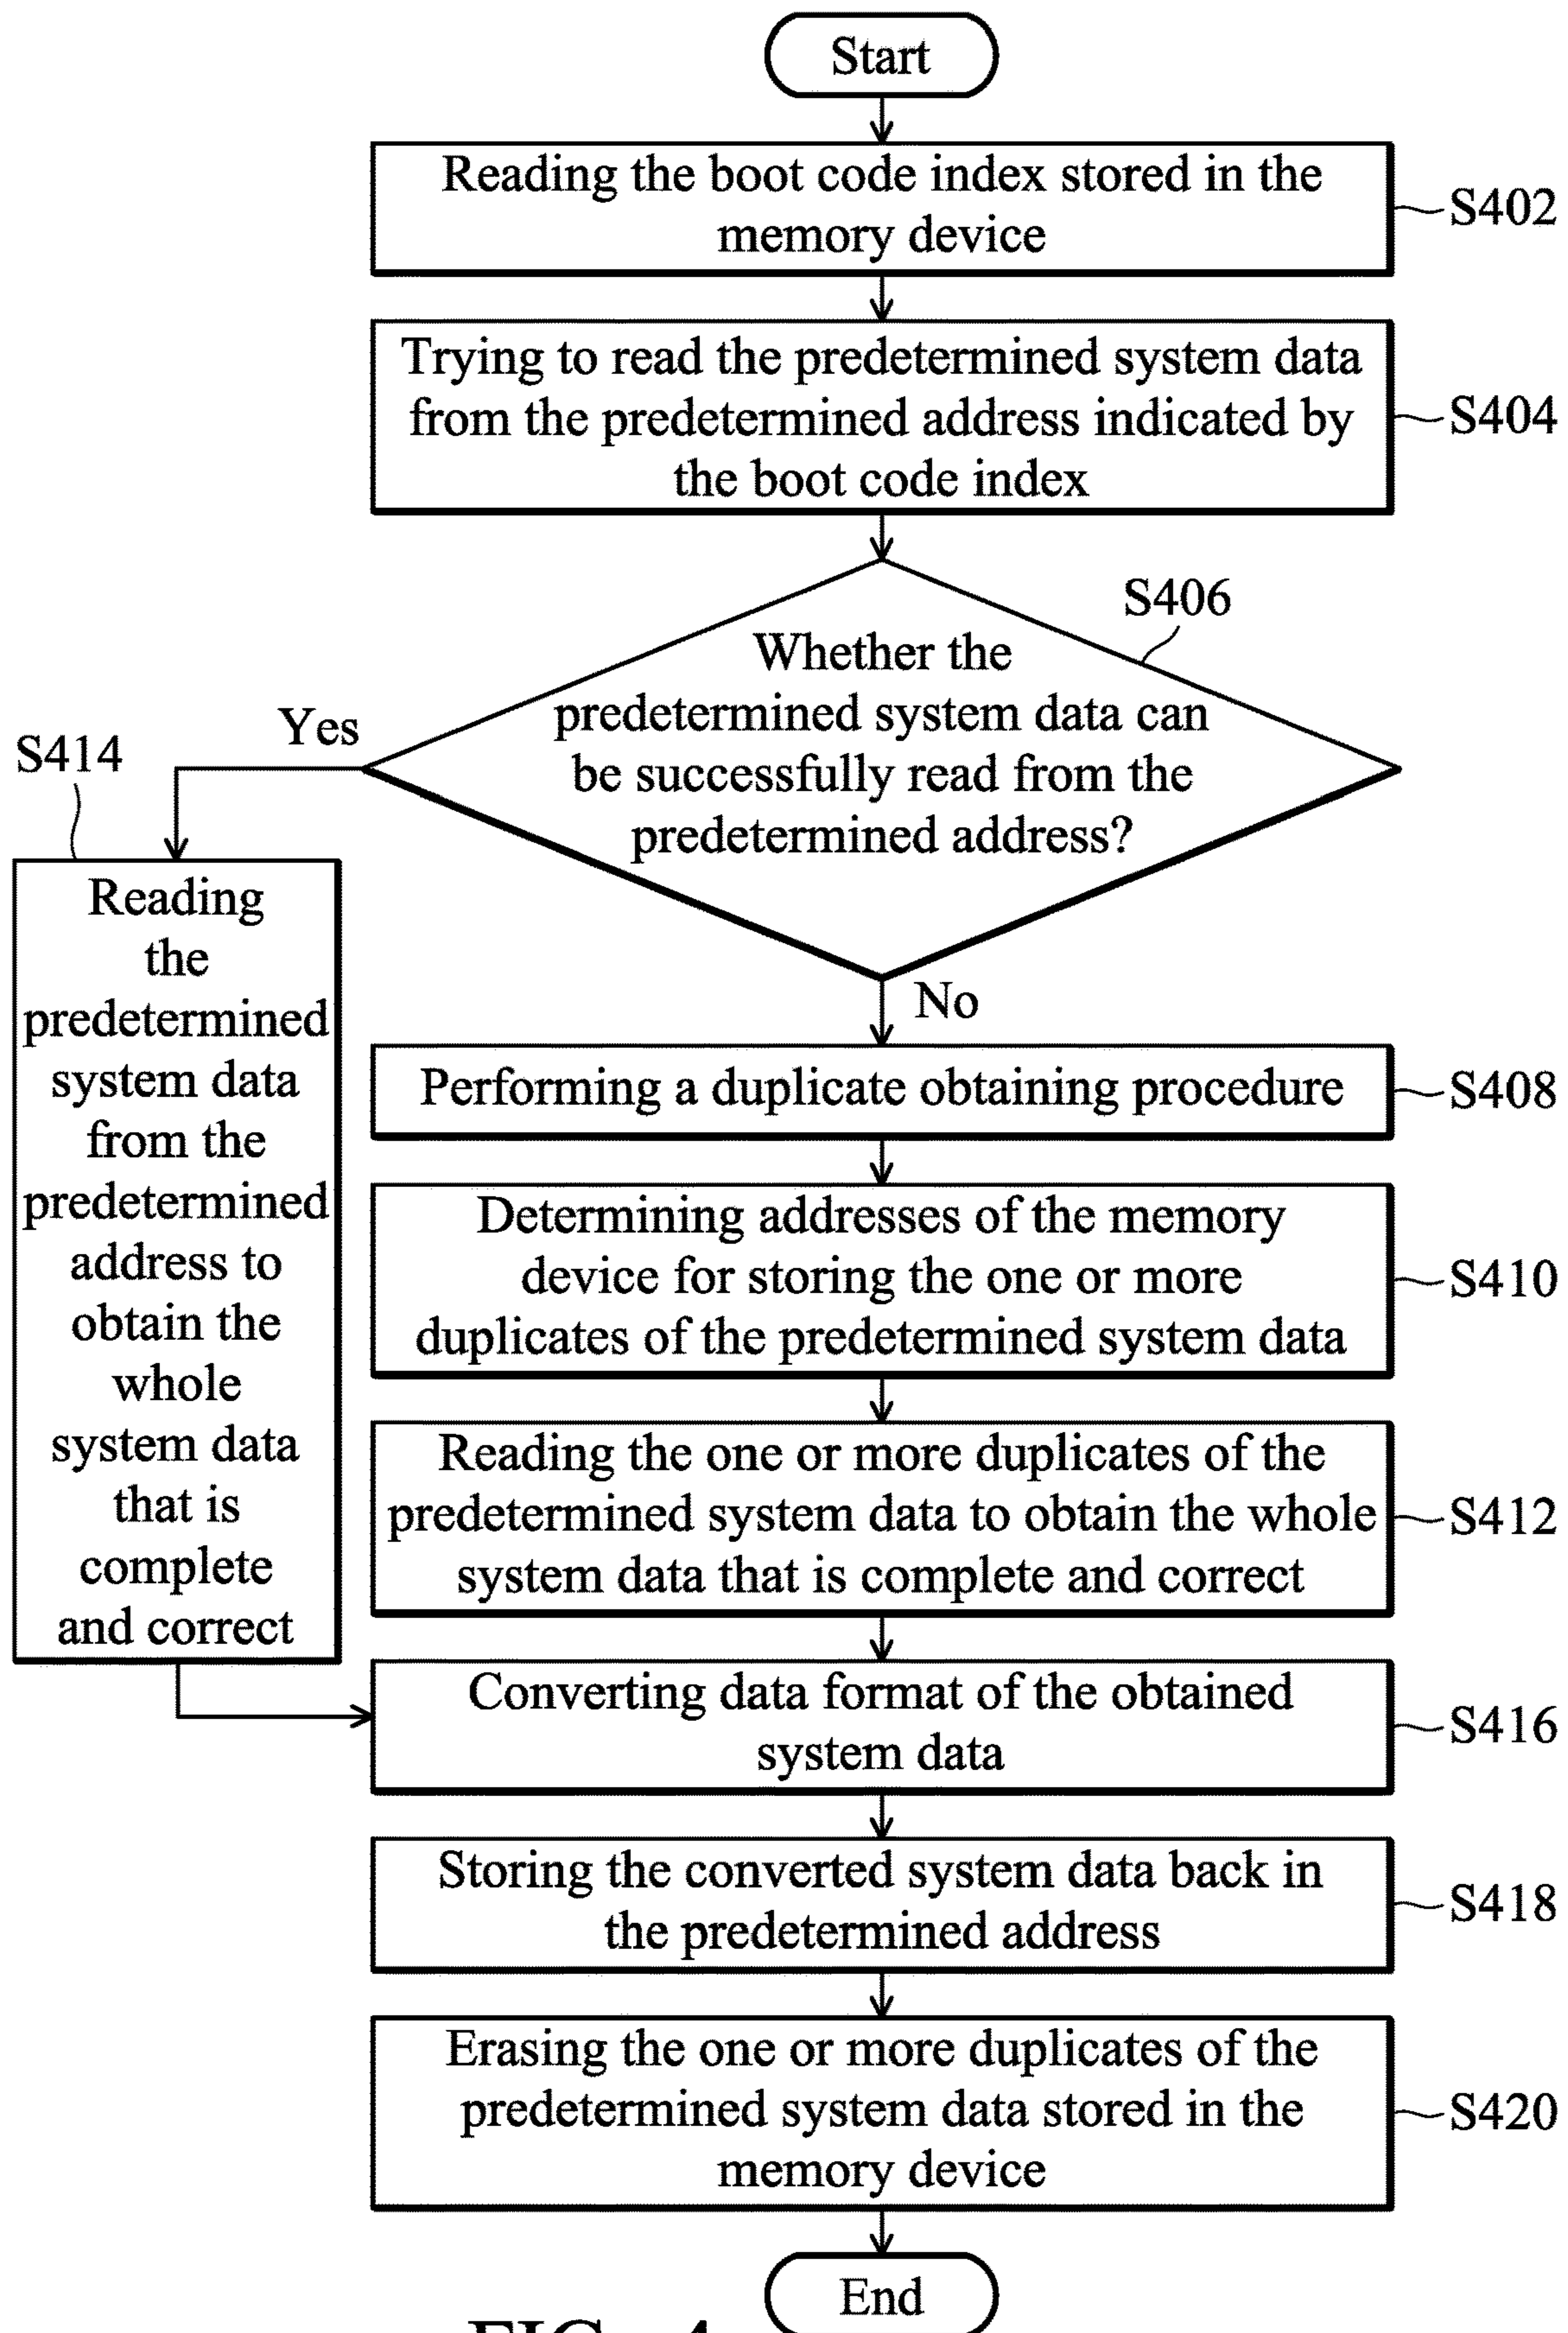 Start
Reading the boot code index stored in the
memory device
S402
Trying to read the predetermined system data
from the predetermined address indicated by
the boot code index
S404
S406
Whether the
predetermined system data can
be successfully read from the
predetermined address?
Yes
No
S414
Reading
the
predetermined
system data
from the
predetermined
address to
obtain the
whole
system data
that is
complete
and correct
Performing a duplicate obtaining procedure
S408
Determining addresses of the memory
device for storing the one or more
duplicates of the predetermined system data
S410
Reading the one or more duplicates of the
predetermined system data to obtain the whole
system data that is complete and correct
S412
Converting data format of the obtained
system data
S416
Storing the converted system data back in
the predetermined address
S418
Erasing the one or more duplicates of the
predetermined system data stored in the
memory device
S420
End
FIG. 4